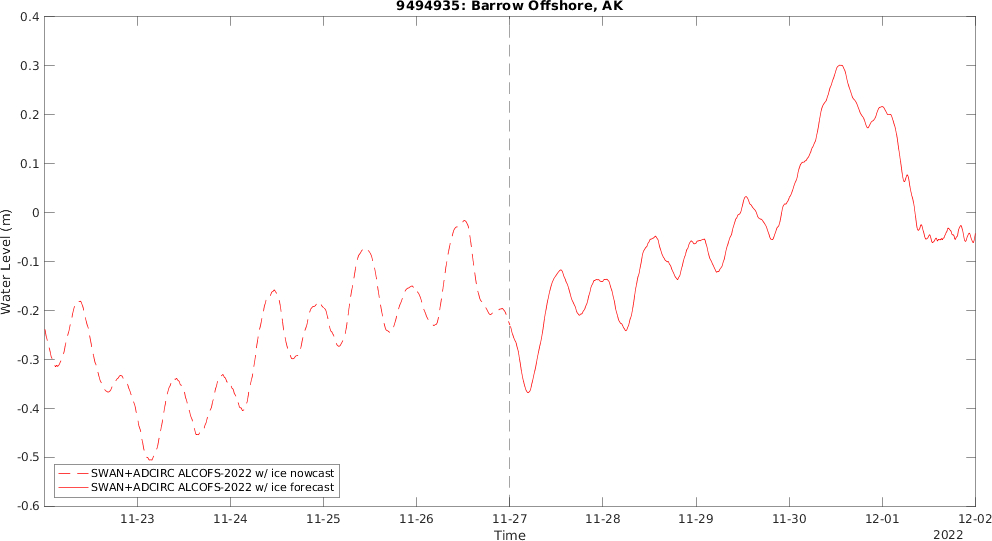 9494935: Barrow Offshore, AK
0.4
0.3
0.2
0.1
0
-0.1
-0.2
-0.3
-0.4
-0.5
-0.6
Water Level (m)
SWAN+ADCIRC ALCOFS-2022 w/ ice nowcast
SWAN+ADCIRC ALCOFS-2022 w/ ice forecast
11-23 11-24 11-25 11-26 11-27 11-28 11-29 11-30 12-01 12-02
Time
2022